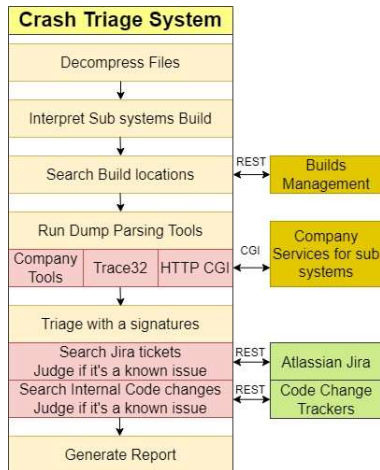 Crash Triage System
Decompress Files
Interpret Sub systems Build
Search Build locations
REST
Builds
Management
Run Dump Parsing Tools
Company
Tools
Trace32
HTTP CGI
CGI
Company
Services for sub
systems
Triage with a signatures
Search Jira tickets
Judge if it's a known issue
REST
Atlassian Jira
Search Internal Code changes
Judge if it's a known issue
REST
Code Change
Trackers
Generate Report